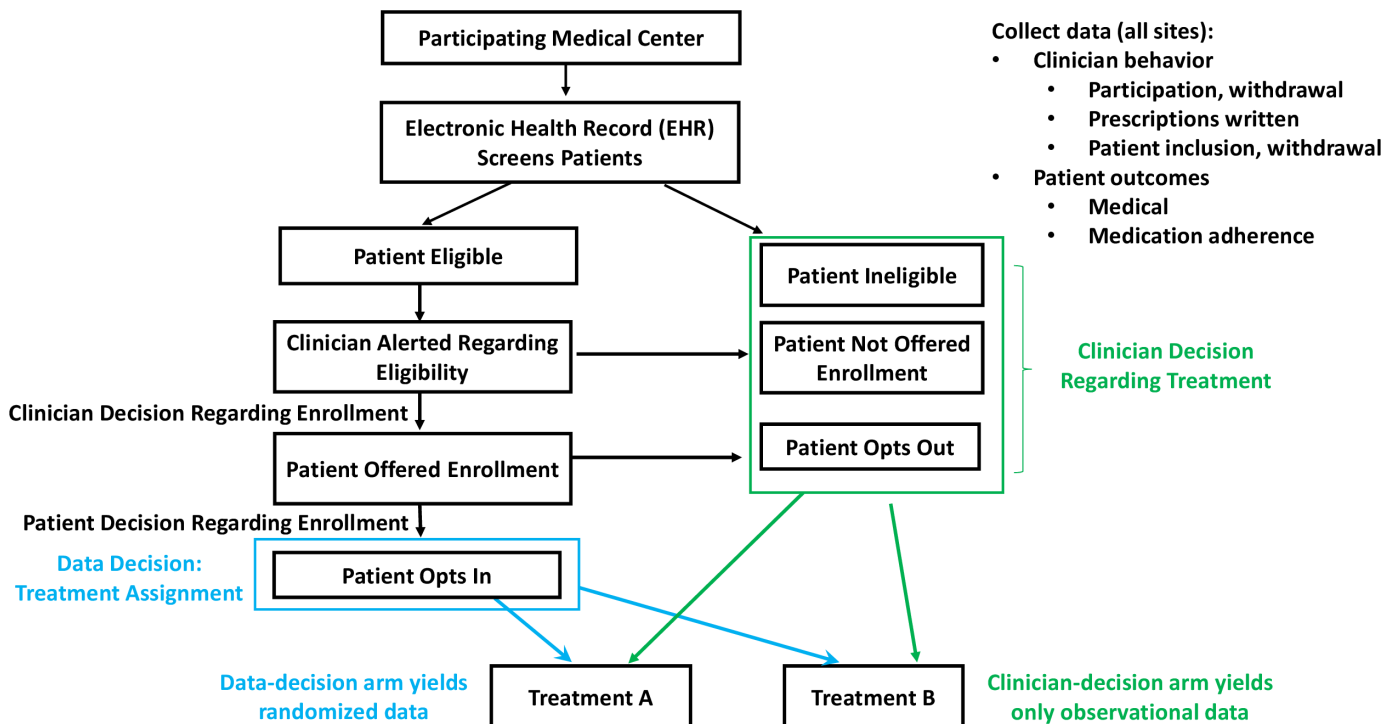 Participating Medical Center
Collect data (all sites):
• Clinician behavior
• Participation, withdrawal
• Prescriptions written
• Patient inclusion, withdrawal
• Patient outcomes
• Medical
• Medication adherence
Electronic Health Record (EHR)
Screens Patients
Patient Eligible
Patient Ineligible
Clinician Alerted Regarding
Eligibility
Patient Not Offered
Enrollment
Clinician Decision
Regarding Treatment
Clinician Decision Regarding Enrollment
Patient Offered Enrollment
Patient Opts Out
Patient Decision Regarding Enrollment
Data Decision:
Treatment Assignment
Patient Opts In
Data-decision arm yields
randomized data
Treatment A
Treatment B
Clinician-decision arm yields
only observational data